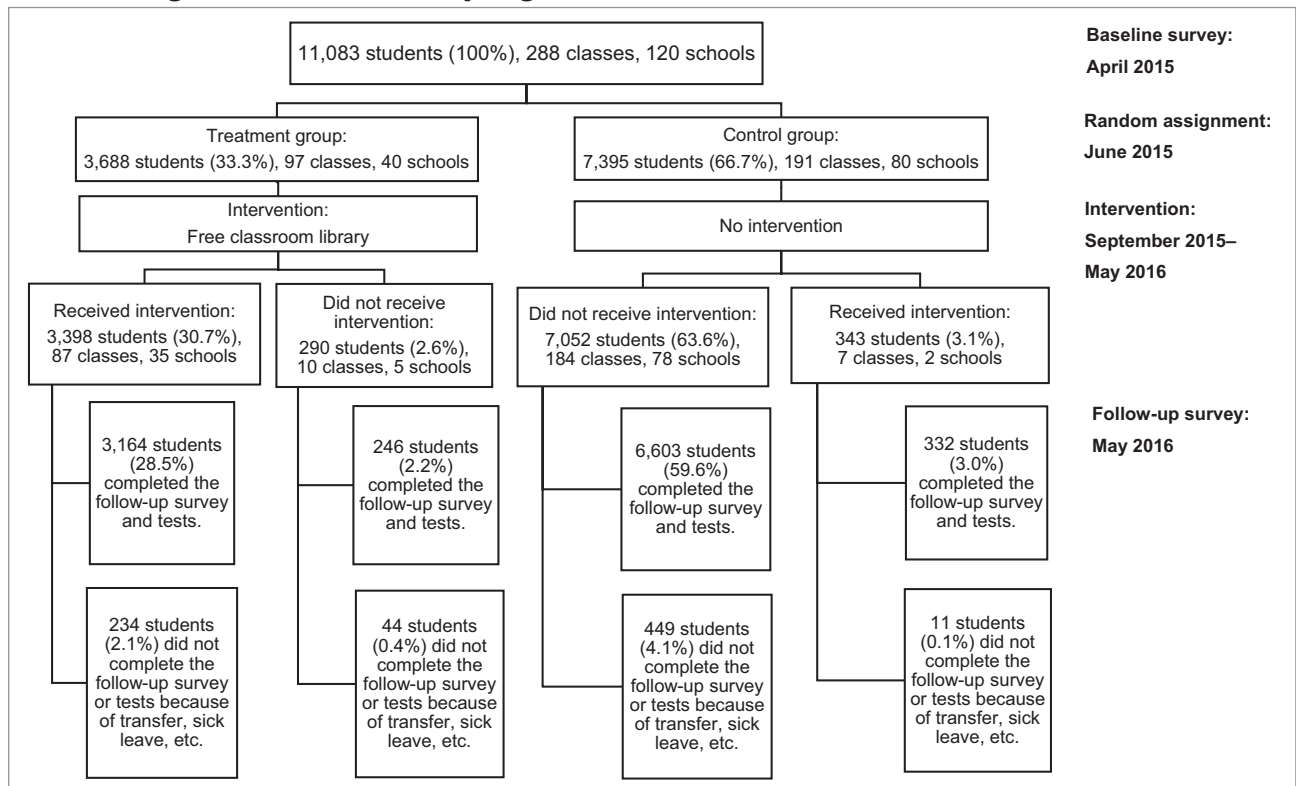 11,083 students (100%), 288 classes, 120 schools
Baseline survey:
April 2015
Treatment group:
3,688 students (33.3%), 97 classes, 40 schools
Control group:
7,395 students (66.7%), 191 classes, 80 schools
Random assignment:
June 2015
Intervention:
Free classroom library
No intervention
Intervention:
September 2015–
May 2016
Received intervention:
3,398 students (30.7%),
87 classes, 35 schools
Did not receive
intervention:
290 students (2.6%),
10 classes, 5 schools
Did not receive intervention:
7,052 students (63.6%),
184 classes, 78 schools
Received intervention:
343 students (3.1%),
7 classes, 2 schools
3,164 students
(28.5%)
completed the
follow-up survey
and tests.
246 students
(2.2%)
completed the
follow-up survey
and tests.
6,603 students
(59.6%)
completed the
follow-up survey
and tests.
332 students
(3.0%)
completed the
follow-up survey
and tests.
Follow-up survey:
May 2016
234 students
(2.1%) did not
complete the
follow-up survey
or tests because
of transfer, sick
leave, etc.
44 students
(0.4%) did not
complete the
follow-up survey
or tests because
of transfer, sick
leave, etc.
449 students
(4.1%) did not
complete the
follow-up survey
or tests because
of transfer, sick
leave, etc.
11 students
(0.1%) did not
complete the
follow-up survey
or tests because
of transfer, sick
leave, etc.